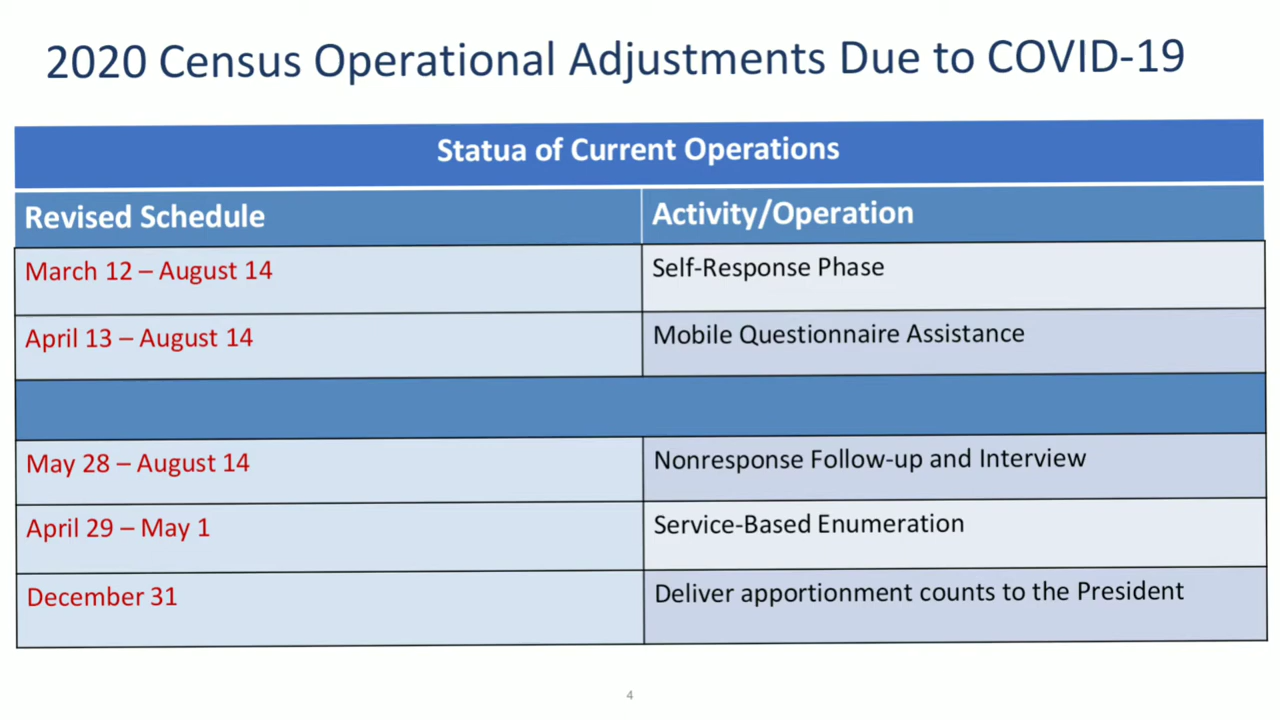 2020 Census Operational Adjustments Due to COVID-19
Statua of Current Operations
Revised Schedule
Activity/Operation
March 12 – August 14
Self-Response Phase
April 13 – August 14
Mobile Questionnaire Assistance
May 28 – August 14
Nonresponse Follow-up and Interview
April 29 – May 1
Service-Based Enumeration
December 31
Deliver apportionment counts to the President
4